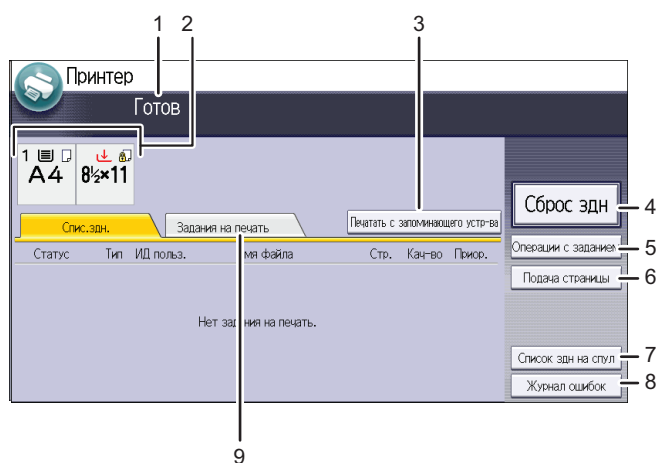 1 2 3
Принтер
Готов
1
A4 8½×11
Сброс здн 4
Спис.здн. Задания на печать Печатать с запоминающего устр-ва
Операции с заданием 5
Статус Тип ИД польз. мя файла Стр. Кач-во Приор.
Подача страницы 6
Нет задания на печать.
Список здн на спул 7
Журнал ошибок 8
9